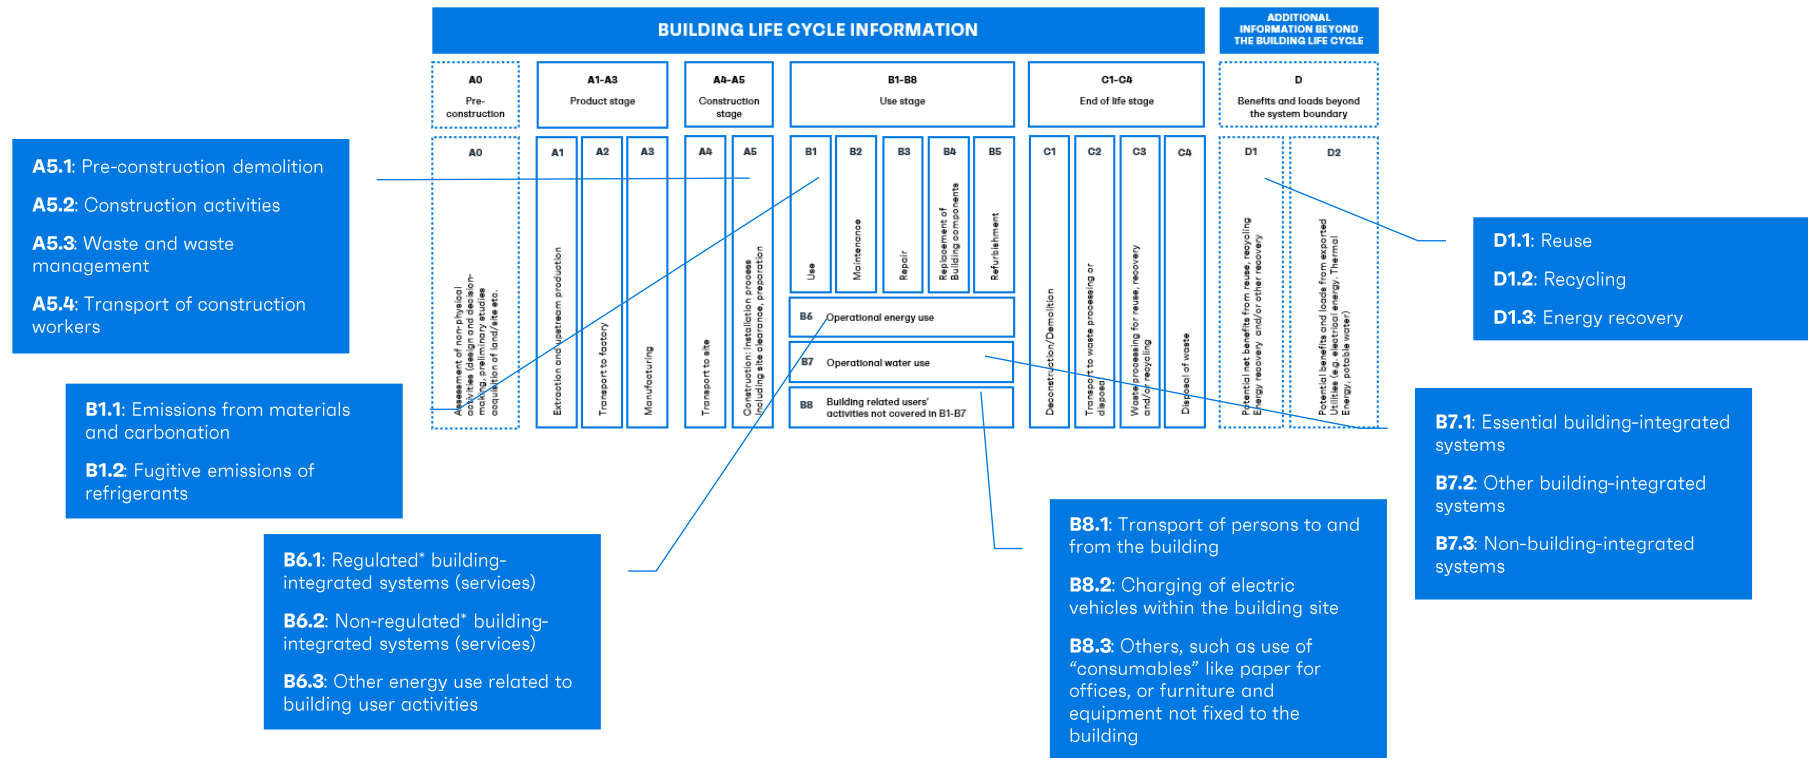 BUILDING LIFE CYCLE INFORMATION
ADDITIONAL
INFORMATION BEYOND
THE BUILDING LIFE CYCLE
A0
Pre-
construction
A1-A3
Product stage
A4-A5
Construction
stage
B1-B8
Use stage
C1-C4
End of life stage
D
Benefits and loads beyond
the system boundary
A0
Assessment of non-physical
activities (design and decision-
making, preliminary studies
acquisition of land/site etc.
A1
Extraction and upstream production
A2
Transport to factory
A3
Manufacturing
A4
Transport to site
A5
Construction: Installation process
Including site clearance, preparation
B1
Use
B2
Maintenance
B3
Repair
B4
Replacement of
Building components
B5
Refurbishment
B6 Operational energy use
B7 Operational water use
B8 Building related users'
activities not covered in B1-B7
C1
Deconstruction/Demolition
C2
Transport to waste processing or
disposal
C3
Waste processing for reuse, recovery
and/or recycling
C4
Disposal of waste
D1
Potential net benefits from reuse, recycling
Energy recovery and/or other recovery
D2
Potential benefits and loads from exported
Utilities (e.g. electrical energy, Thermal
Energy, potable water)
A5.1: Pre-construction demolition
A5.2: Construction activities
A5.3: Waste and waste
management
A5.4: Transport of construction
workers
B1.1: Emissions from materials
and carbonation
B1.2: Fugitive emissions of
refrigerants
B6.1: Regulated* building-
integrated systems (services)
B6.2: Non-regulated* building-
integrated systems (services)
B6.3: Other energy use related to
building user activities
B8.1: Transport of persons to and
from the building
B8.2: Charging of electric
vehicles within the building site
B8.3: Others, such as use of
“consumables” like paper for
offices, or furniture and
equipment not fixed to the
building
D1.1: Reuse
D1.2: Recycling
D1.3: Energy recovery
B7.1: Essential building-integrated
systems
B7.2: Other building-integrated
systems
B7.3: Non-building-integrated
systems